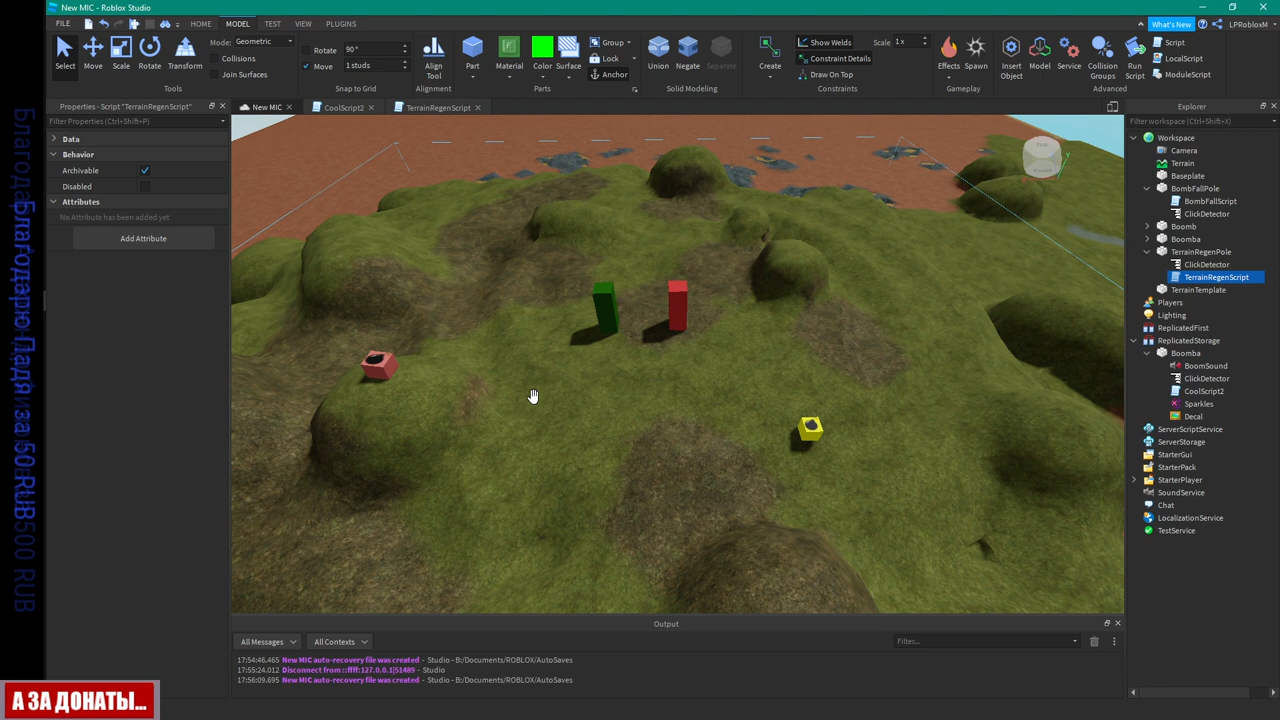 New MIC - Roblox Studio
FILE
HOME
MODEL
TEST
VIEW
PLUGINS
What's New
LPRobloxM
Select
Move
Scale
Rotate
Transform
Mode: Geometric
Collisions
Join Surfaces
Tools
Rotate 90 °
Move 1 studs
Snap to Grid
Align Tool
Alignment
Part
Material
Color
Surface
Group
Lock
Anchor
Parts
Union
Negate
Separate
Solid Modeling
Create
Show Welds
Scale 1 x
Constraint Details
Draw On Top
Constraints
Effects
Spawn
Gameplay
Insert Object
Model
Service
Collision Groups
Run Script
Script
LocalScript
ModuleScript
Advanced
Properties - Script "TerrainRegenScript"
Filter Properties (Ctrl+Shift+P)
Data
Behavior
Archivable
Disabled
Attributes
No Attribute has been added yet
Add Attribute
New MIC
CoolScript2
TerrainRegenScript
Explorer
Filter workspace (Ctrl+Shift+X)
Workspace
Camera
Terrain
Baseplate
BombFallPole
BombFallScript
ClickDetector
Boomb
Boomba
TerrainRegenPole
ClickDetector
TerrainRegenScript
TerrainTemplate
Players
Lighting
ReplicatedFirst
ReplicatedStorage
Boomba
BoomSound
ClickDetector
CoolScript2
Sparkles
Decal
ServerScriptService
ServerStorage
StarterGui
StarterPack
StarterPlayer
SoundService
Chat
LocalizationService
TestService
Output
All Messages
All Contexts
Filter...
17:54:46.465 New MIC auto-recovery file was created - Studio - B:/Documents/ROBLOX/AutoSaves
17:55:24.012 Disconnect from ::ffff:127.0.0.1|51489 - Studio
17:56:09.695 New MIC auto-recovery file was created - Studio - B:/Documents/ROBLOX/AutoSaves
А ЗА ДОНАТЫ...